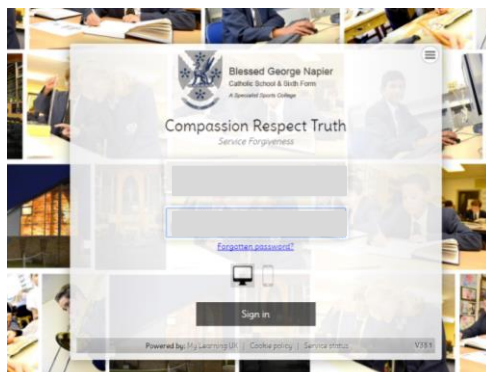 Blessed George Napier
Catholic School & Sixth Form
A Specialist Sports College
Compassion Respect Truth
Service Forgiveness
Forgotten password?
Sign in
Powered by: My Learning UK | Cookie policy | Service status